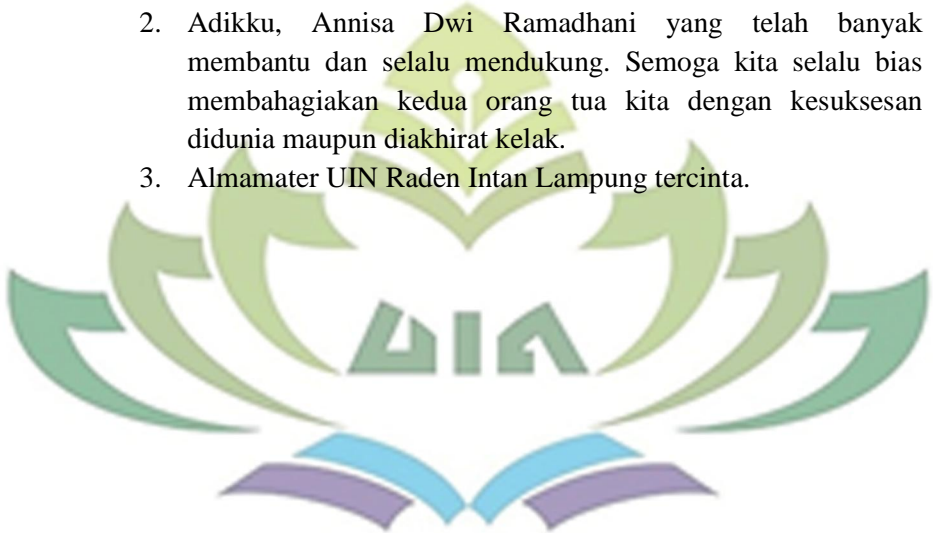 2. Adikku, Annisa Dwi Ramadhani yang telah banyak
membantu dan selalu mendukung. Semoga kita selalu bias
membahagiakan kedua orang tua kita dengan kesuksesan
didunia maupun diakhirat kelak.
3. Almamater UIN Raden Intan Lampung tercinta.
UIN